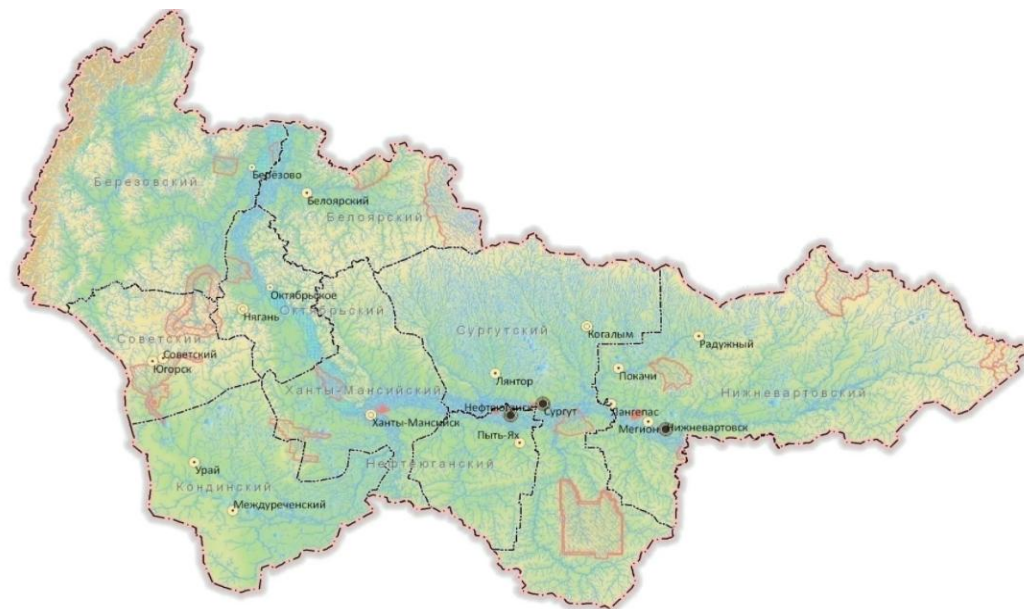 Берёзово
Березовский
Белоярский
Белоярский
Октябрьское
Октябрьский
Нягань
Сургутский
Когалым
Радужный
Советский
Советский
Югорск
Лянтор
Покачи
Ханты-Мансийский
Нижневартовский
Нефтеюганск
Сургут
Лангепас
Ханты-Мансийск
Мегион
Нижневартовск
Пыть-Ях
Нефтеюганский
Урай
Кондинский
Междуреченский